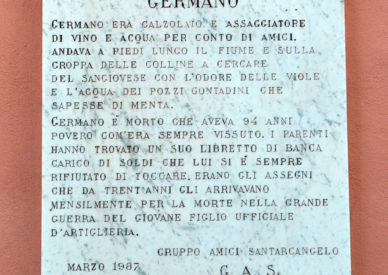 GERMANO
GERMANO ERA CALZOLAIO E ASSAGGIATORE
DI VINO E ACQUA PER CONTO DI AMICI.
ANDAVA A PIEDI LUNGO IL FIUME E SULLA
GROPPA DELLE COLLINE A CERCARE
DEL SANGIOVESE CON L'ODORE DELLE VIOLE
E L'ACQUA DEI POZZI CONTADINI CHE
SAPESSE DI MENTA.
GERMANO È MORTO CHE AVEVA 94 ANNI
POVERO COM'ERA SEMPRE VISSUTO. I PARENTI
HANNO TROVATO UN SUO LIBRETTO DI BANCA
CARICO DI SOLDI CHE LUI SI È SEMPRE
RIFIUTATO DI TOCCARE. ERANO GLI ASSEGNI
CHE DA TRENT'ANNI GLI ARRIVAVANO
MENSILMENTE PER LA MORTE NELLA GRANDE
GUERRA DEL GIOVANE FIGLIO UFFICIALE
D'ARTIGLIERIA.
GRUPPO AMICI SANTARCANGELO
MARZO 1987 G. A. S.